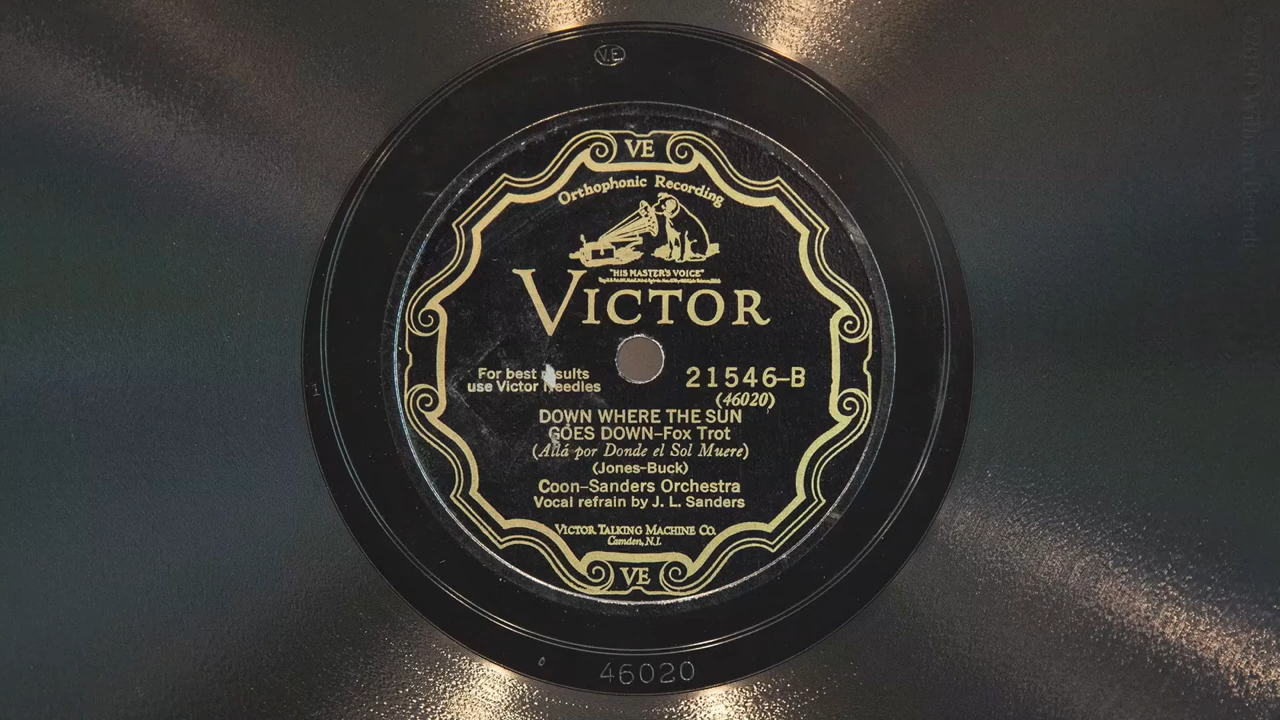 V.E.
VE
Orthophonic Recording
"HIS MASTER'S VOICE"
VICTOR
For best results
use Victor Needles
21546-B
(46020)
DOWN WHERE THE SUN
GOES DOWN-Fox Trot
(Allá por Donde el Sol Muere)
(Jones-Buck)
Coon-Sanders Orchestra
Vocal refrain by J. L. Sanders
VICTOR TALKING MACHINE CO.
Camden, N.J.
VE
46020